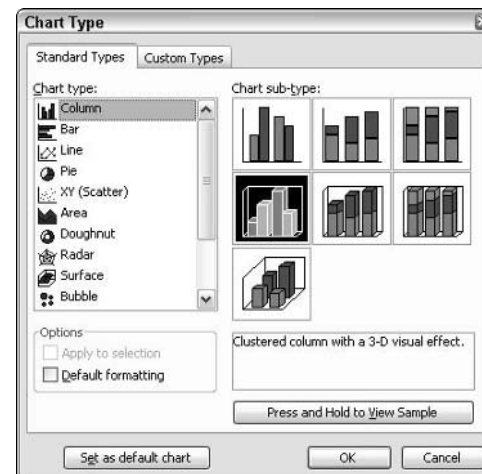 Chart Type
Standard Types
Custom Types
Chart type:
Column
Bar
Line
Pie
XY (Scatter)
Area
Doughnut
Radar
Surface
Bubble
Chart sub-type:
Clustered column with a 3-D visual effect.
Options
Apply to selection
Default formatting
Press and Hold to View Sample
Set as default chart
OK
Cancel